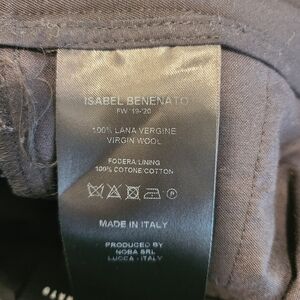 ISABEL BENENATO
FW '19-'20
100% LANA VERGINE
VIRGIN WOOL
FODERA/LINING
100% COTONE/COTTON
MADE IN ITALY
PRODUCED BY
NOBA SRL
LUCCA - ITALY